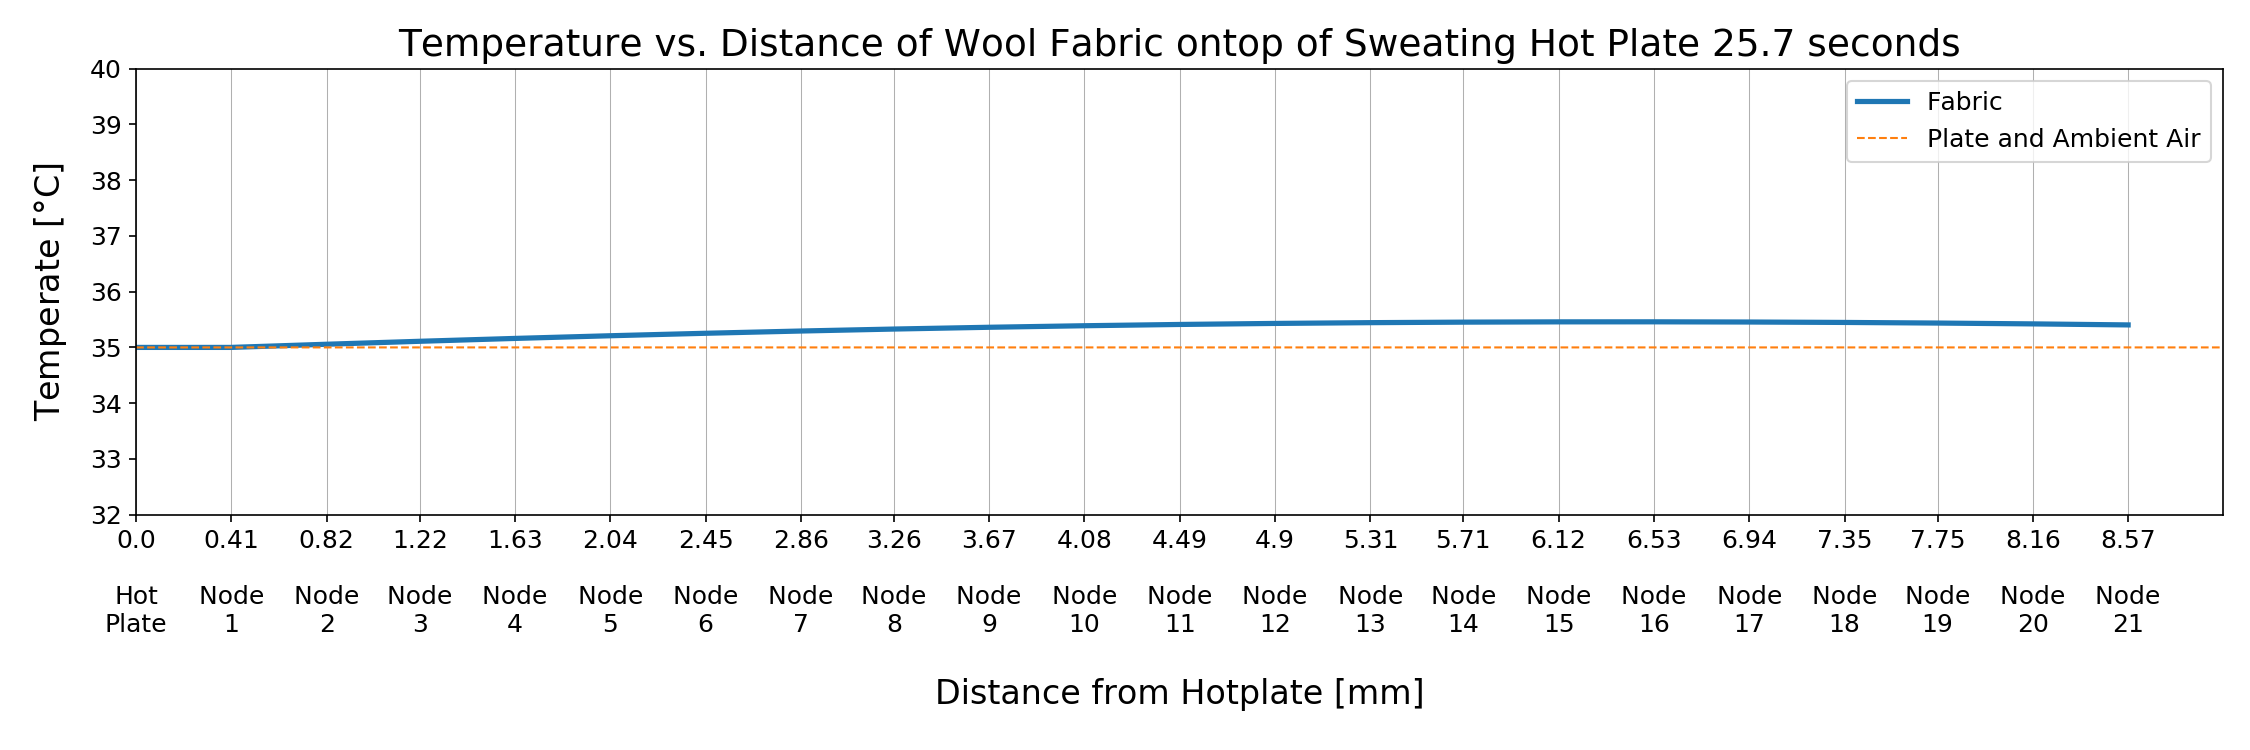 Temperature vs. Distance of Wool Fabric ontop of Sweating Hot Plate 25.7 seconds
Temperate [°C]
40
39
38
37
36
35
34
33
32
Fabric
Plate and Ambient Air
0.0 0.41 0.82 1.22 1.63 2.04 2.45 2.86 3.26 3.67 4.08 4.49 4.9 5.31 5.71 6.12 6.53 6.94 7.35 7.75 8.16 8.57
Hot Node Node Node Node Node Node Node Node Node Node Node Node Node Node Node Node Node Node Node Node Node
Plate 1 2 3 4 5 6 7 8 9 10 11 12 13 14 15 16 17 18 19 20 21
Distance from Hotplate [mm]